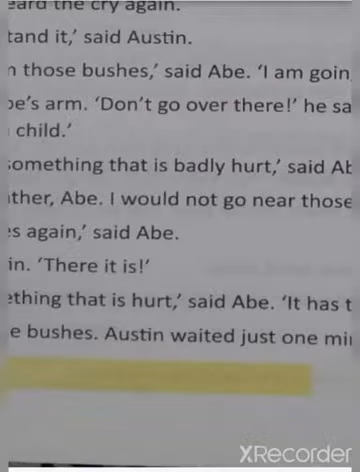 eard the cry again.
tand it,' said Austin.
n those bushes,' said Abe. 'I am goin
be's arm. 'Don't go over there!' he sa
child.'
something that is badly hurt,' said Ab
ther, Abe. I would not go near those
es again,' said Abe.
in. 'There it is!'
ething that is hurt,' said Abe. 'It has t
e bushes. Austin waited just one mi
XRecorder